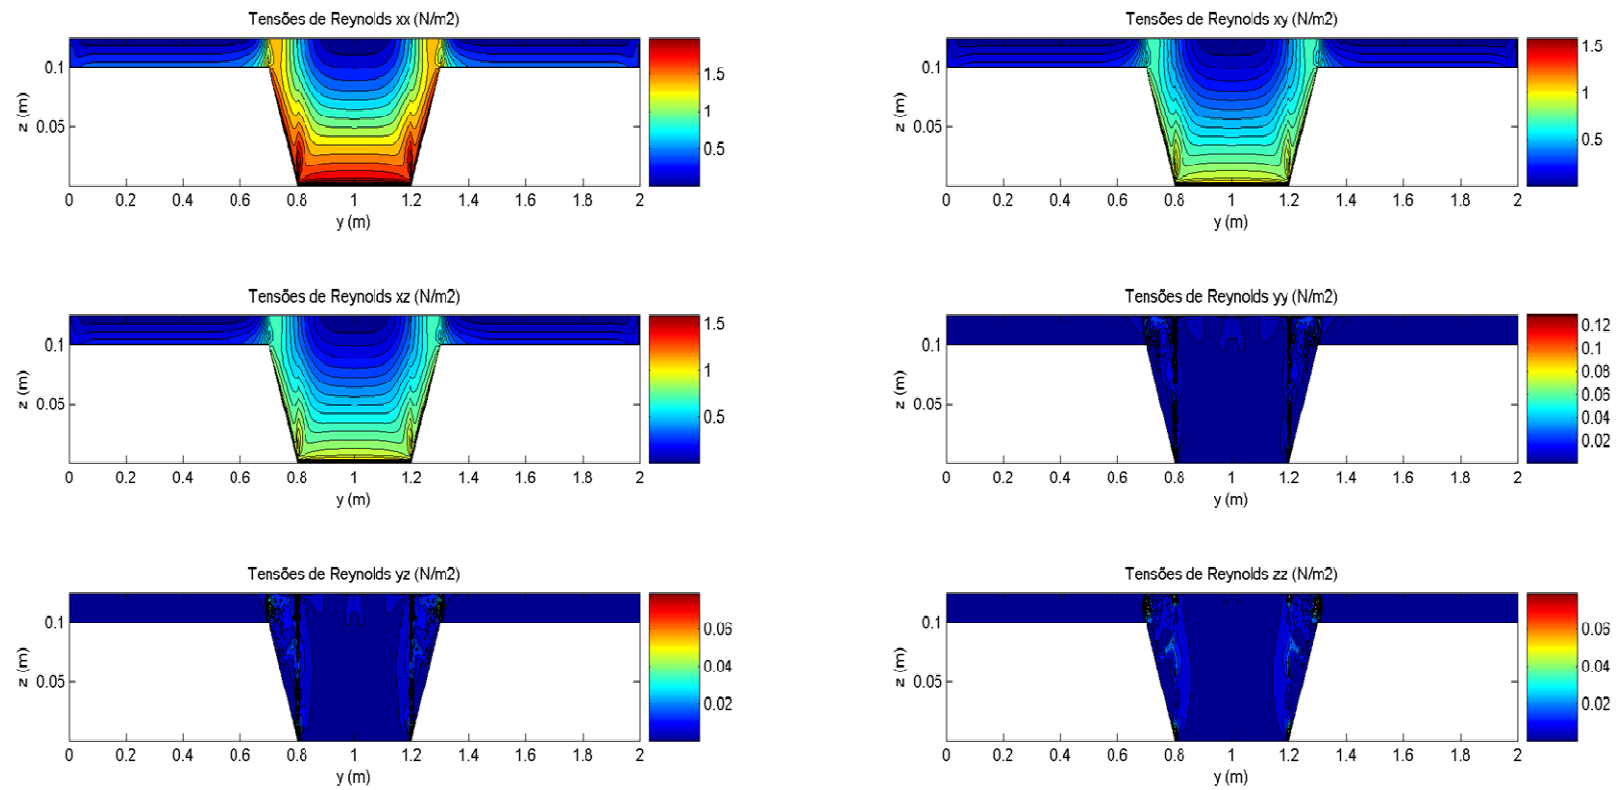 Tensões de Reynolds xx (N/m2)
z (m)
0.1
0.05
0 0.2 0.4 0.6 0.8 1 1.2 1.4 1.6 1.8 2
y (m)
1.5
1
0.5
Tensões de Reynolds xy (N/m2)
z (m)
0.1
0.05
0 0.2 0.4 0.6 0.8 1 1.2 1.4 1.6 1.8 2
y (m)
1.5
1
0.5
Tensões de Reynolds xz (N/m2)
z (m)
0.1
0.05
0 0.2 0.4 0.6 0.8 1 1.2 1.4 1.6 1.8 2
y (m)
1.5
1
0.5
Tensões de Reynolds yy (N/m2)
z (m)
0.1
0.05
0 0.2 0.4 0.6 0.8 1 1.2 1.4 1.6 1.8 2
y (m)
0.12
0.1
0.08
0.06
0.04
0.02
Tensões de Reynolds yz (N/m2)
z (m)
0.1
0.05
0 0.2 0.4 0.6 0.8 1 1.2 1.4 1.6 1.8 2
y (m)
0.06
0.04
0.02
Tensões de Reynolds zz (N/m2)
z (m)
0.1
0.05
0 0.2 0.4 0.6 0.8 1 1.2 1.4 1.6 1.8 2
y (m)
0.06
0.04
0.02